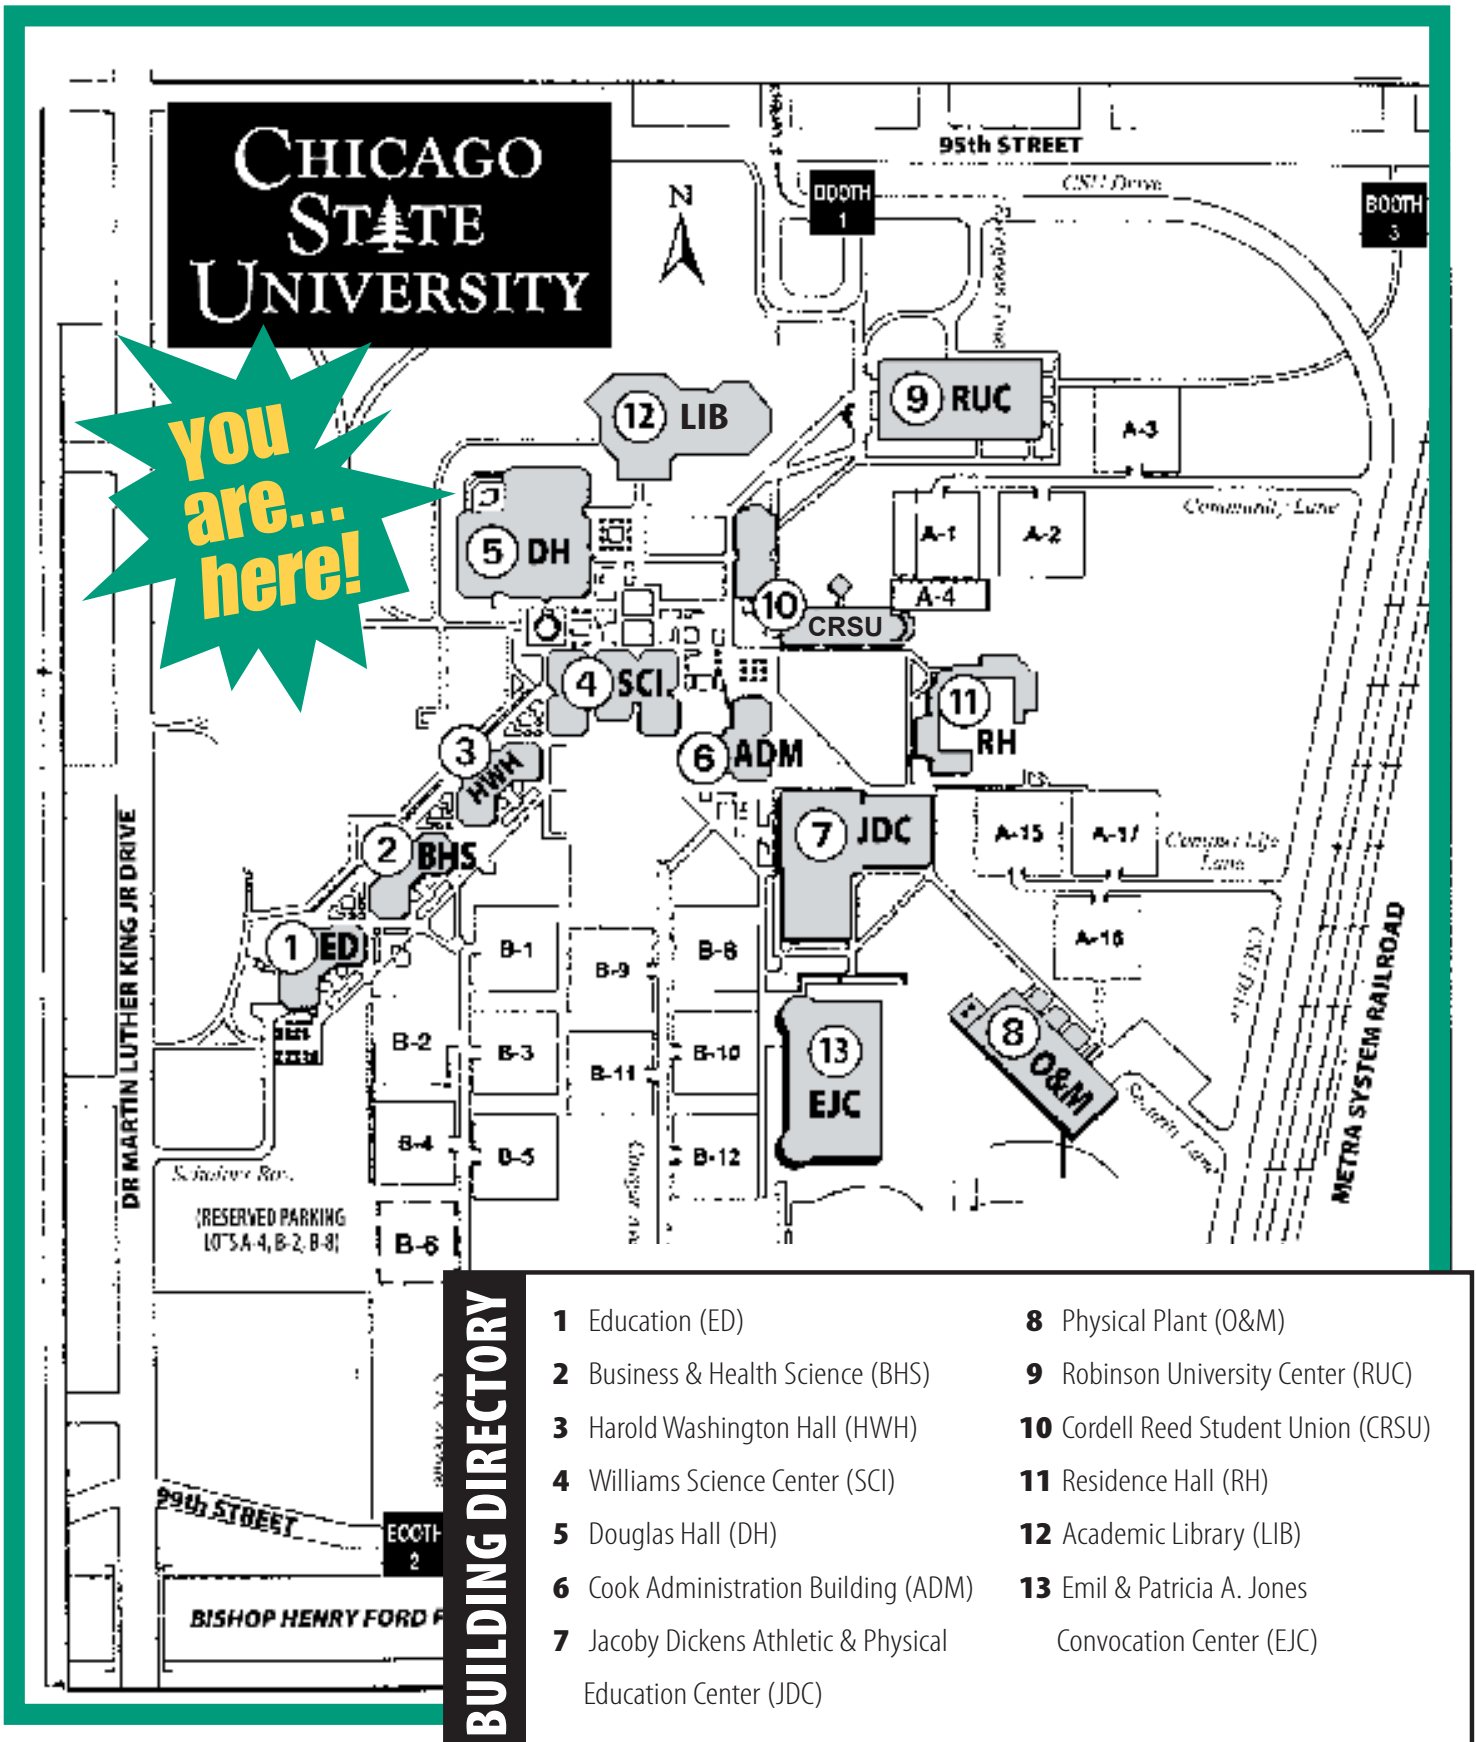 CHICAGO
STATE
UNIVERSITY
you
are...
here!
N
95th STREET
CSU Drive
BOOTH
1
BOOTH
3
9 RUC
12 LIB
A-3
Community Lane
A-1
A-2
A-4
5 DH
10
CRSU
4 SCI.
11
RH
3
HWH
6 ADM
7 JDC
A-15
A-17
Campus Life
Lane
2
BHS
A-16
1 ED
B-1
B-9
B-8
B-2
B-3
B-11
B-10
13
EJC
8
O&M
Security Lane
B-4
B-5
B-12
B-6
(RESERVED PARKING
LOTS A-4, B-2, B-8)
DR MARTIN LUTHER KING JR DRIVE
METRA SYSTEM RAILROAD
99th STREET
BOOTH
2
BISHOP HENRY FORD F
BUILDING DIRECTORY
1 Education (ED)
2 Business & Health Science (BHS)
3 Harold Washington Hall (HWH)
4 Williams Science Center (SCI)
5 Douglas Hall (DH)
6 Cook Administration Building (ADM)
7 Jacoby Dickens Athletic & Physical
Education Center (JDC)
8 Physical Plant (O&M)
9 Robinson University Center (RUC)
10 Cordell Reed Student Union (CRSU)
11 Residence Hall (RH)
12 Academic Library (LIB)
13 Emil & Patricia A. Jones
Convocation Center (EJC)